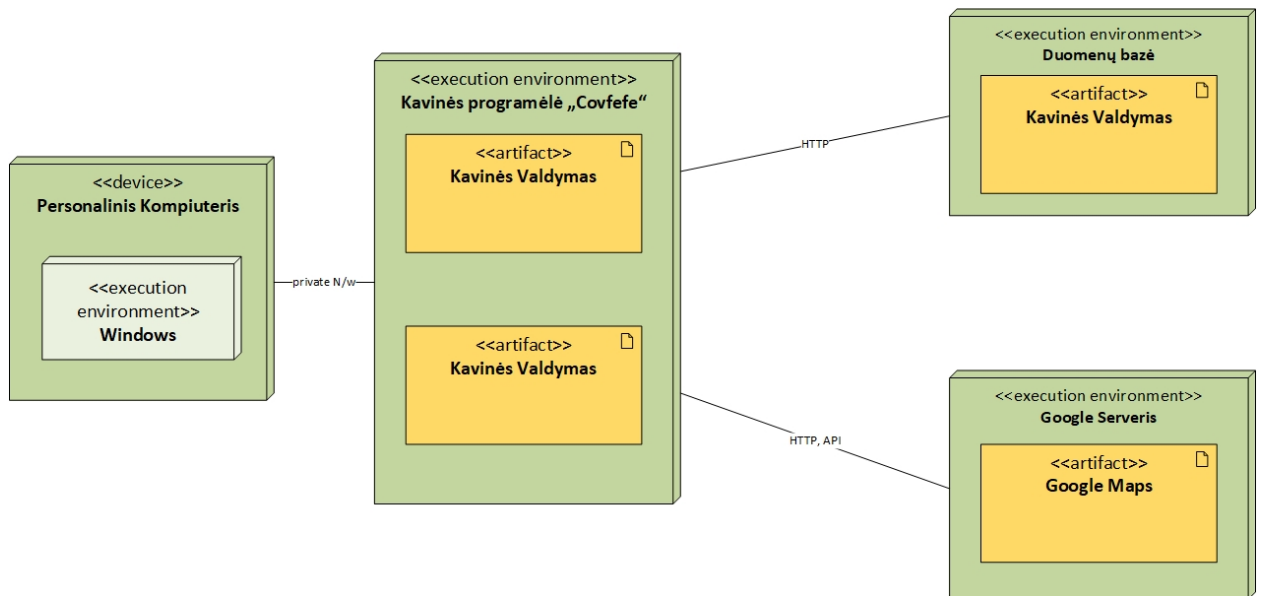 <<device>>
Personalinis Kompiuteris
<<execution
environment>>
Windows
private N/w
<<execution environment>>
Kavinės programėlė „Covfefe“
<<artifact>>
Kavinės Valdymas
<<artifact>>
Kavinės Valdymas
HTTP
HTTP, API
<<execution environment>>
Duomenų bazė
<<artifact>>
Kavinės Valdymas
<<execution environment>>
Google Serveris
<<artifact>>
Google Maps